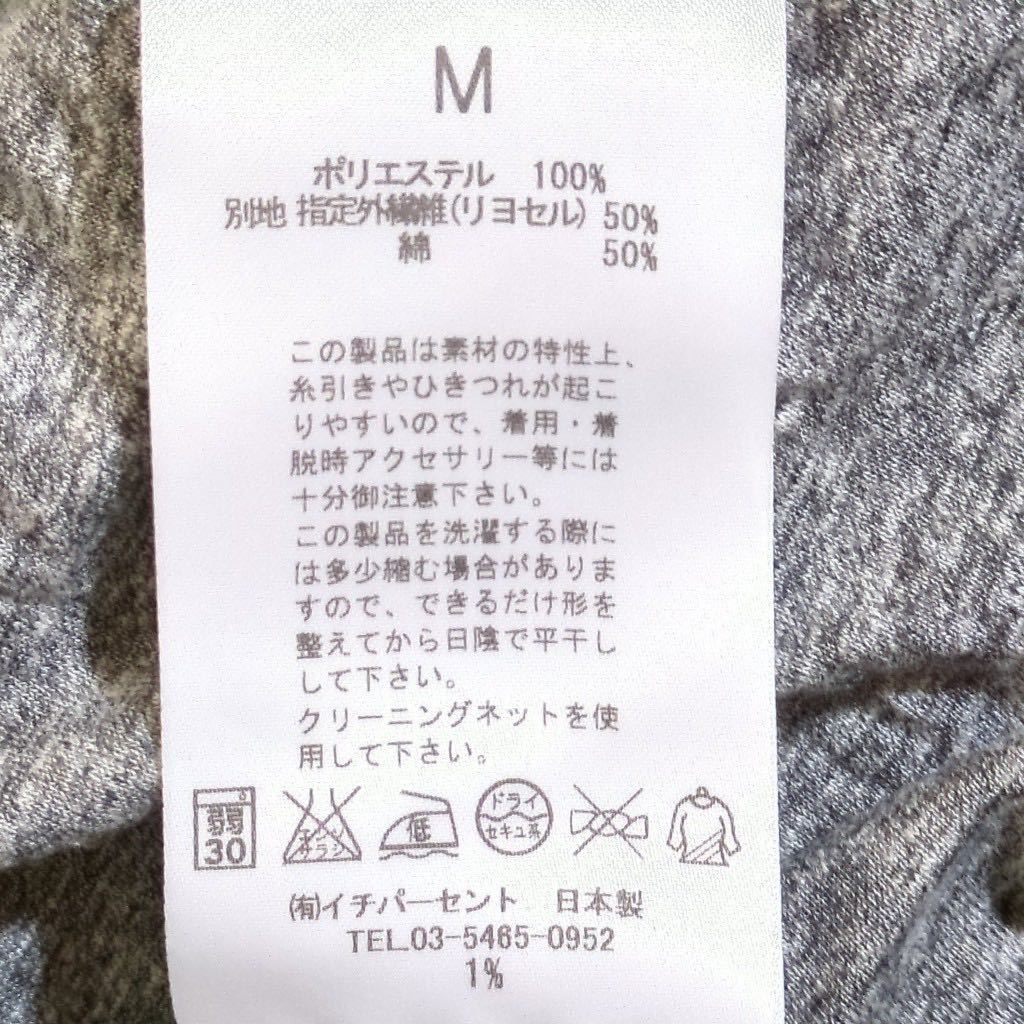 M
ポリエステル 100%
別地 指定外繊維(リヨセル) 50%
綿 50%
この製品は素材の特性上、
糸引きやひきつれが起こ
りやすいので、着用・着
脱時アクセサリー等には
十分御注意下さい。
この製品を洗濯する際に
は多少縮む場合がありま
すので、できるだけ形を
整えてから日陰で平干し
して下さい。
クリーニングネットを使
用して下さい。
弱
30
エンソ
サラシ
低
ドライ
セキユ系
㈲イチパーセント 日本製
TEL.03-5465-0952
1%